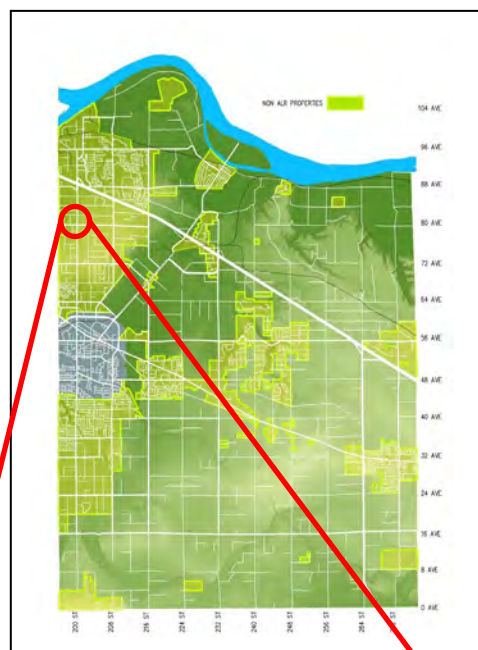 NON ALR PROPERTIES
104 AVE
96 AVE
88 AVE
80 AVE
72 AVE
64 AVE
56 AVE
48 AVE
40 AVE
32 AVE
24 AVE
16 AVE
8 AVE
0 AVE
200 ST.
208 ST.
216 ST.
224 ST.
232 ST.
240 ST.
248 ST.
256 ST.
264 ST.